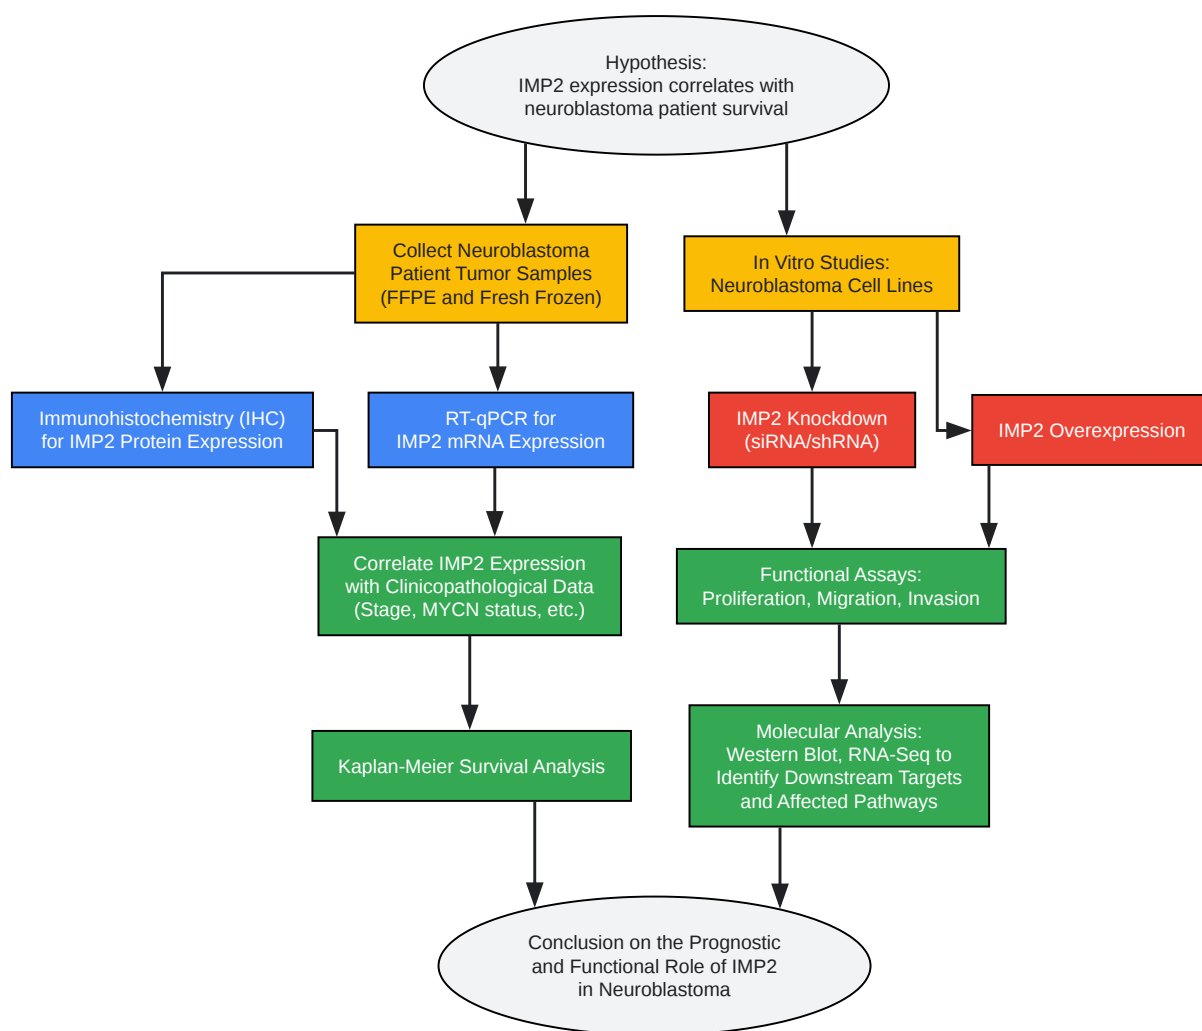 Hypothesis:
IMP2 expression correlates with
neuroblastoma patient survival
Collect Neuroblastoma
Patient Tumor Samples
(FFPE and Fresh Frozen)
In Vitro Studies:
Neuroblastoma Cell Lines
Immunohistochemistry (IHC)
for IMP2 Protein Expression
RT-qPCR for
IMP2 mRNA Expression
IMP2 Knockdown
(siRNA/shRNA)
IMP2 Overexpression
Correlate IMP2 Expression
with Clinicopathological Data
(Stage, MYCN status, etc.)
Functional Assays:
Proliferation, Migration, Invasion
Kaplan-Meier Survival Analysis
Molecular Analysis:
Western Blot, RNA-Seq to
Identify Downstream Targets
and Affected Pathways
Conclusion on the Prognostic
and Functional Role of IMP2
in Neuroblastoma